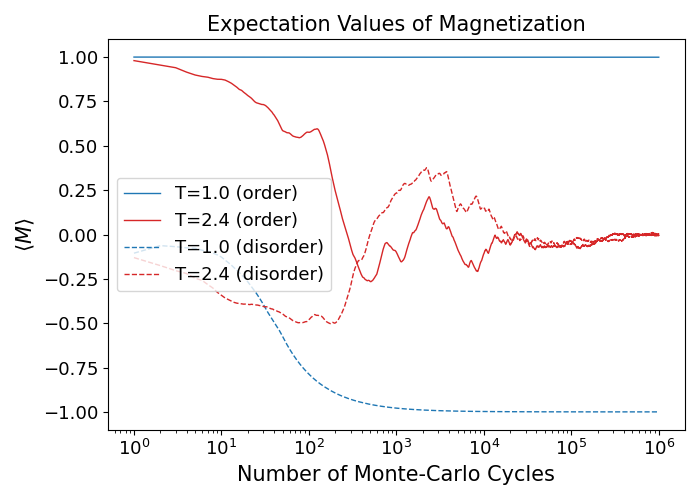 Expectation Values of Magnetization
1.00
0.75
0.50
0.25
0.00
−0.25
−0.50
−0.75
−1.00
⟨M⟩
T=1.0 (order)
T=2.4 (order)
T=1.0 (disorder)
T=2.4 (disorder)
10⁰ 10¹ 10² 10³ 10⁴ 10⁵ 10⁶
Number of Monte-Carlo Cycles